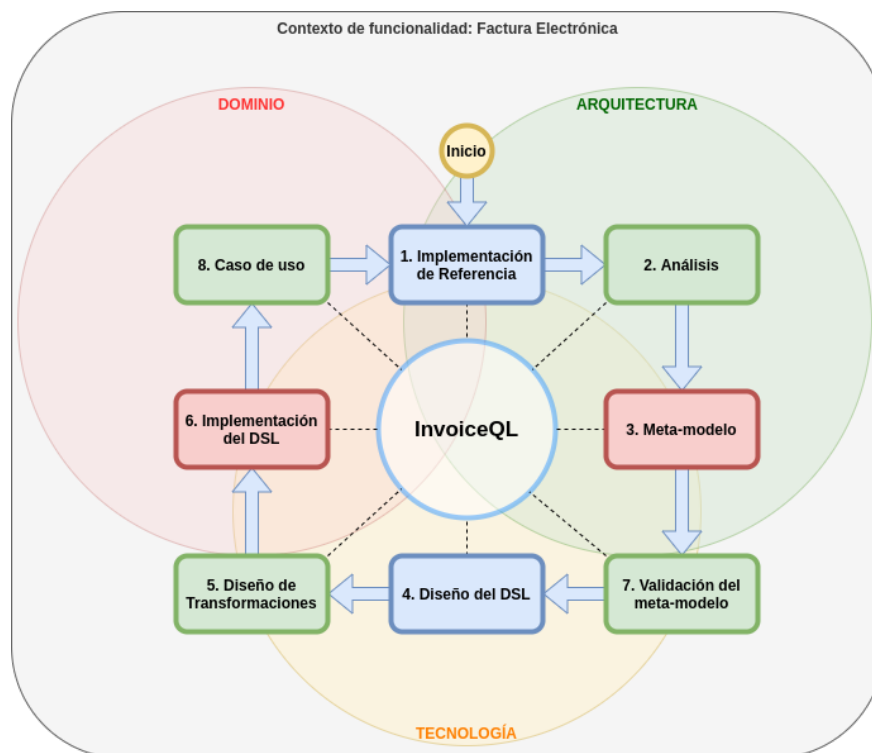 Contexto de funcionalidad: Factura Electrónica
DOMINIO
ARQUITECTURA
Inicio
8. Caso de uso
1. Implementación
de Referencia
2. Análisis
6. Implementación
del DSL
InvoiceQL
3. Meta-modelo
5. Diseño de
Transformaciones
4. Diseño del DSL
7. Validación del
meta-modelo
TECNOLOGÍA